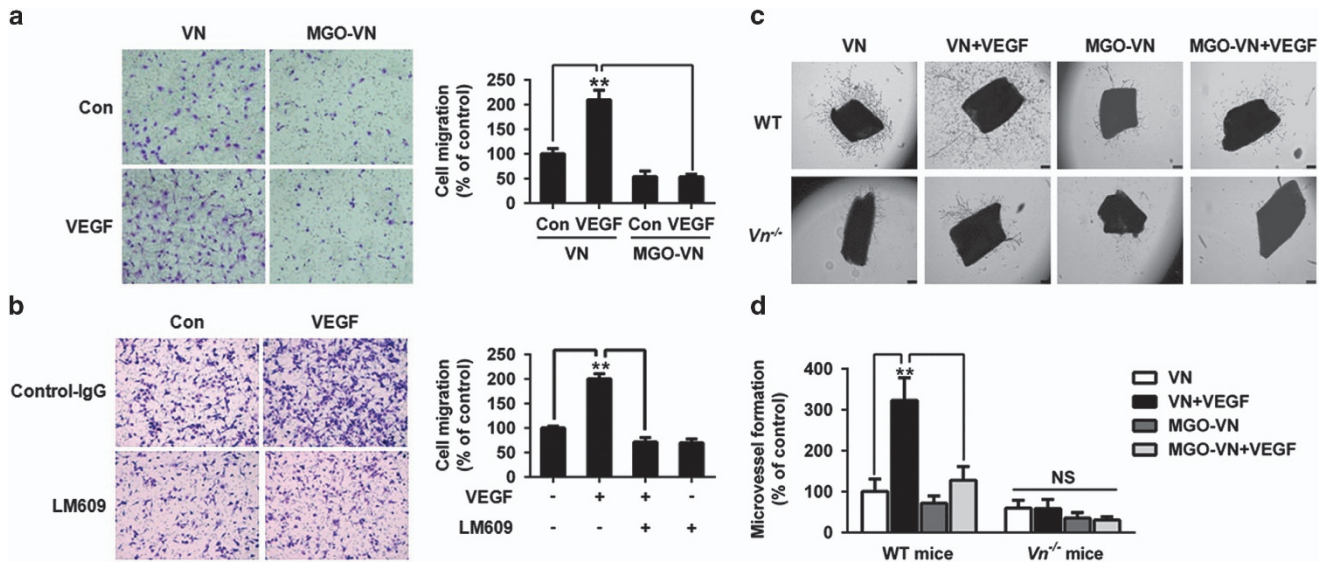 a
VN
MGO-VN
Con
VEGF
Cell migration
(% of control)
250
200
150
100
50
0
**
Con VEGF Con VEGF
VN
MGO-VN
b
Con
VEGF
Control-IgG
LM609
Cell migration
(% of control)
250
200
150
100
50
0
**
VEGF - + + -
LM609 - - + +
c
VN
VN+VEGF
MGO-VN
MGO-VN+VEGF
WT
Vn-/-
d
Microvessel formation
(% of control)
400
300
200
100
0
**
NS
WT mice
Vn-/- mice
VN
VN+VEGF
MGO-VN
MGO-VN+VEGF